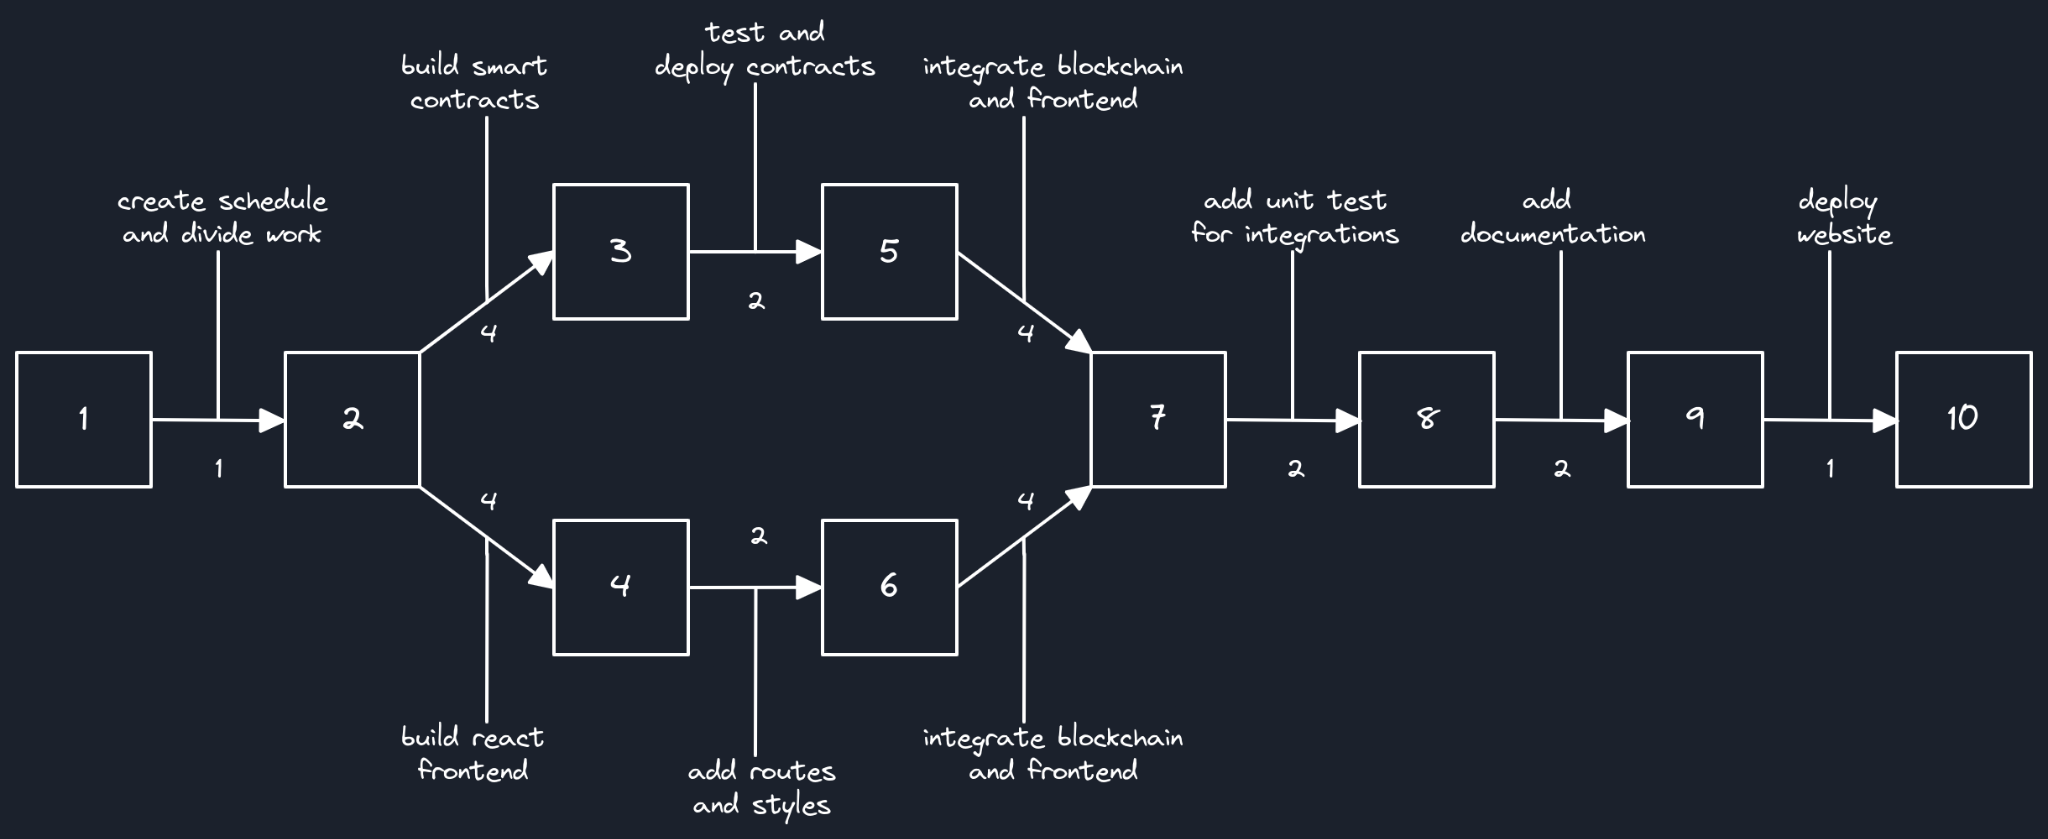 test and
deploy contracts
build smart
contracts
integrate blockchain
and frontend
create schedule
and divide work
add unit test
for integrations
add
documentation
deploy
website
3
5
2
4
4
1
2
7
8
9
10
1
2
2
1
4
4
2
4
6
build react
frontend
integrate blockchain
and frontend
add routes
and styles